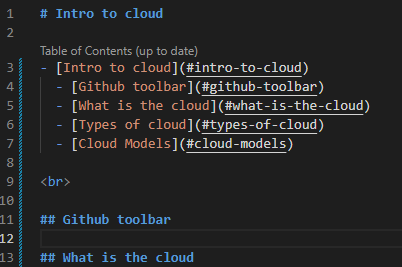 1 # Intro to cloud
2
Table of Contents (up to date)
3 - [Intro to cloud](#intro-to-cloud)
4 - [Github toolbar](#github-toolbar)
5 - [What is the cloud](#what-is-the-cloud)
6 - [Types of cloud](#types-of-cloud)
7 - [Cloud Models](#cloud-models)
8
9 <br>
10
11 ## Github toolbar
12
13 ## What is the cloud